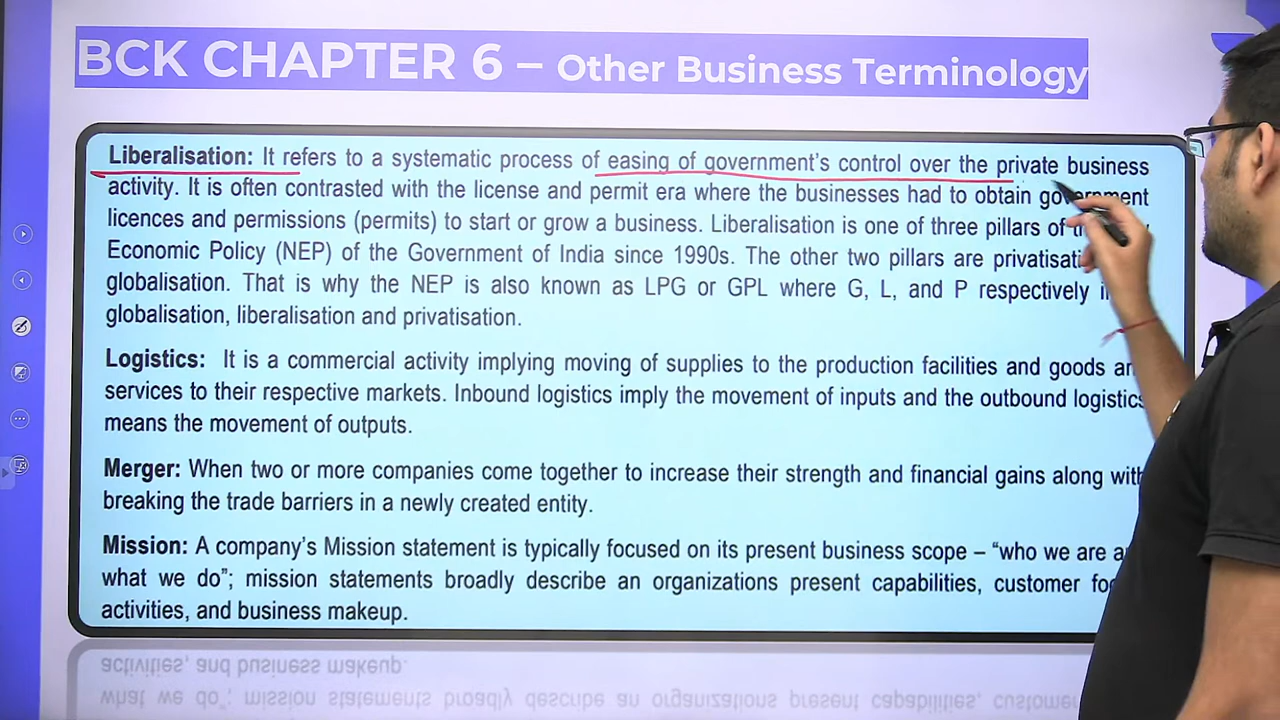 BCK CHAPTER 6 – Other Business Terminology
Liberalisation: It refers to a systematic process of easing of government's control over the private business
activity. It is often contrasted with the license and permit era where the businesses had to obtain government
licences and permissions (permits) to start or grow a business. Liberalisation is one of three pillars of
Economic Policy (NEP) of the Government of India since 1990s. The other two pillars are
globalisation. That is why the NEP is also known as LPG or GPL where G, L, and P respectively
globalisation, liberalisation and privatisation.
Logistics: It is a commercial activity implying moving of supplies to the production facilities and goods
services to their respective markets. Inbound logistics imply the movement of inputs and the outbound logistics
means the movement of outputs.
Merger: When two or more companies come together to increase their strength and financial gains along with
breaking the trade barriers in a newly created entity.
Mission: A company's Mission statement is typically focused on its present business scope – “who we are
what we do”; mission statements broadly describe an organizations present capabilities, customer
activities, and business makeup.